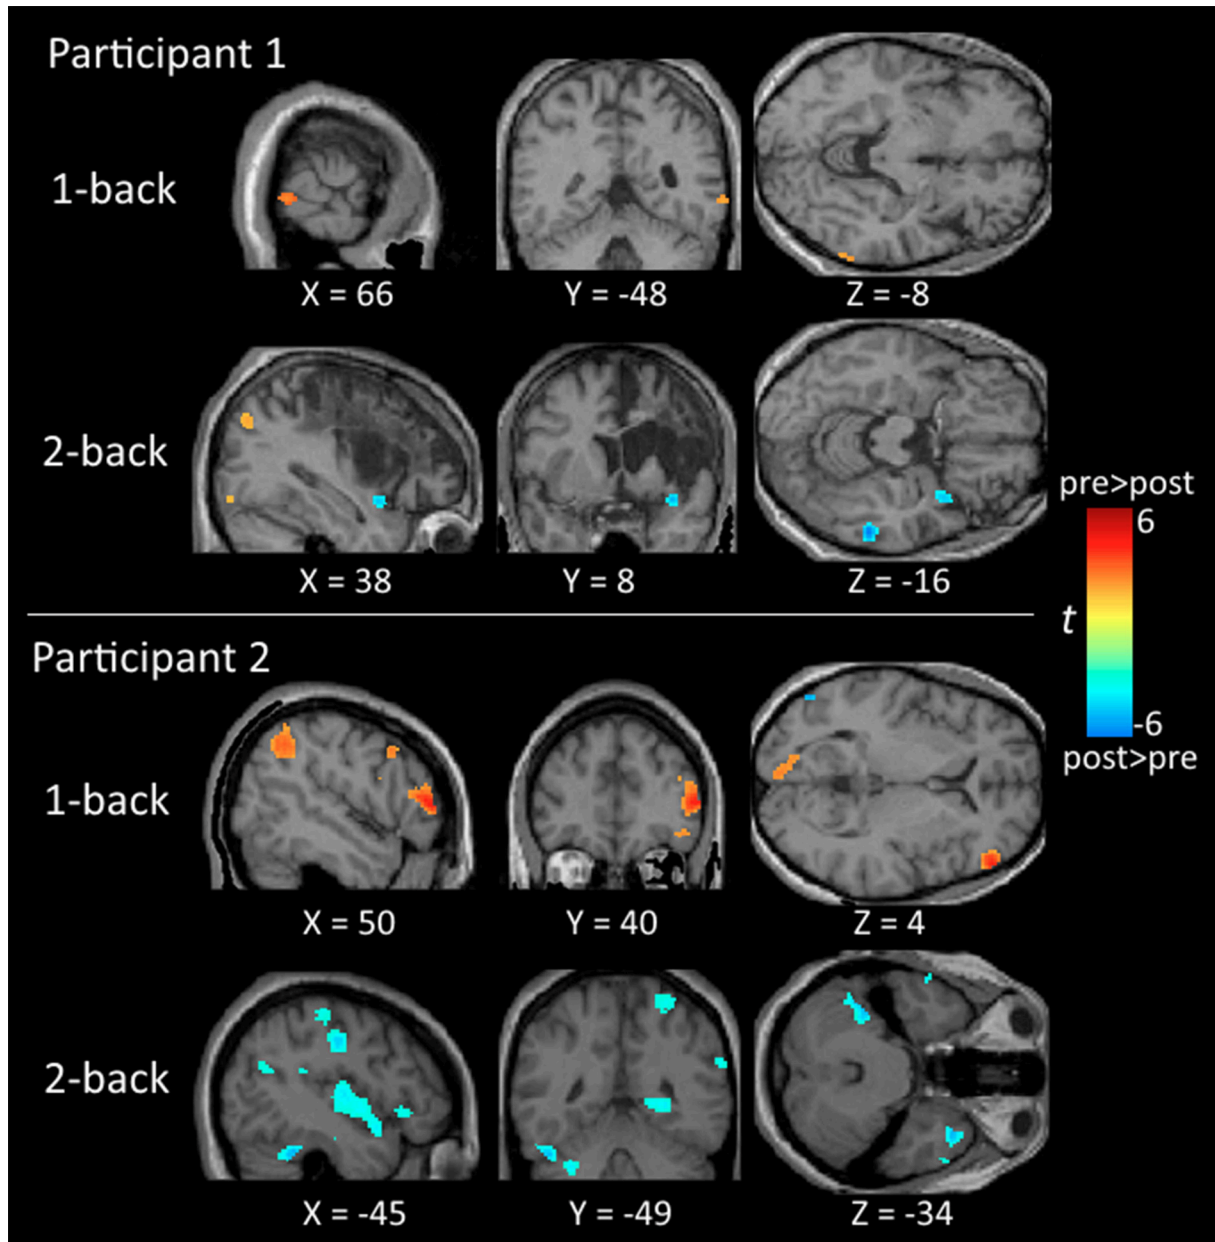 Participant 1
1-back
X = 66
Y = -48
Z = -8
2-back
X = 38
Y = 8
Z = -16
pre>post
6
t
-6
post>pre
Participant 2
1-back
X = 50
Y = 40
Z = 4
2-back
X = -45
Y = -49
Z = -34